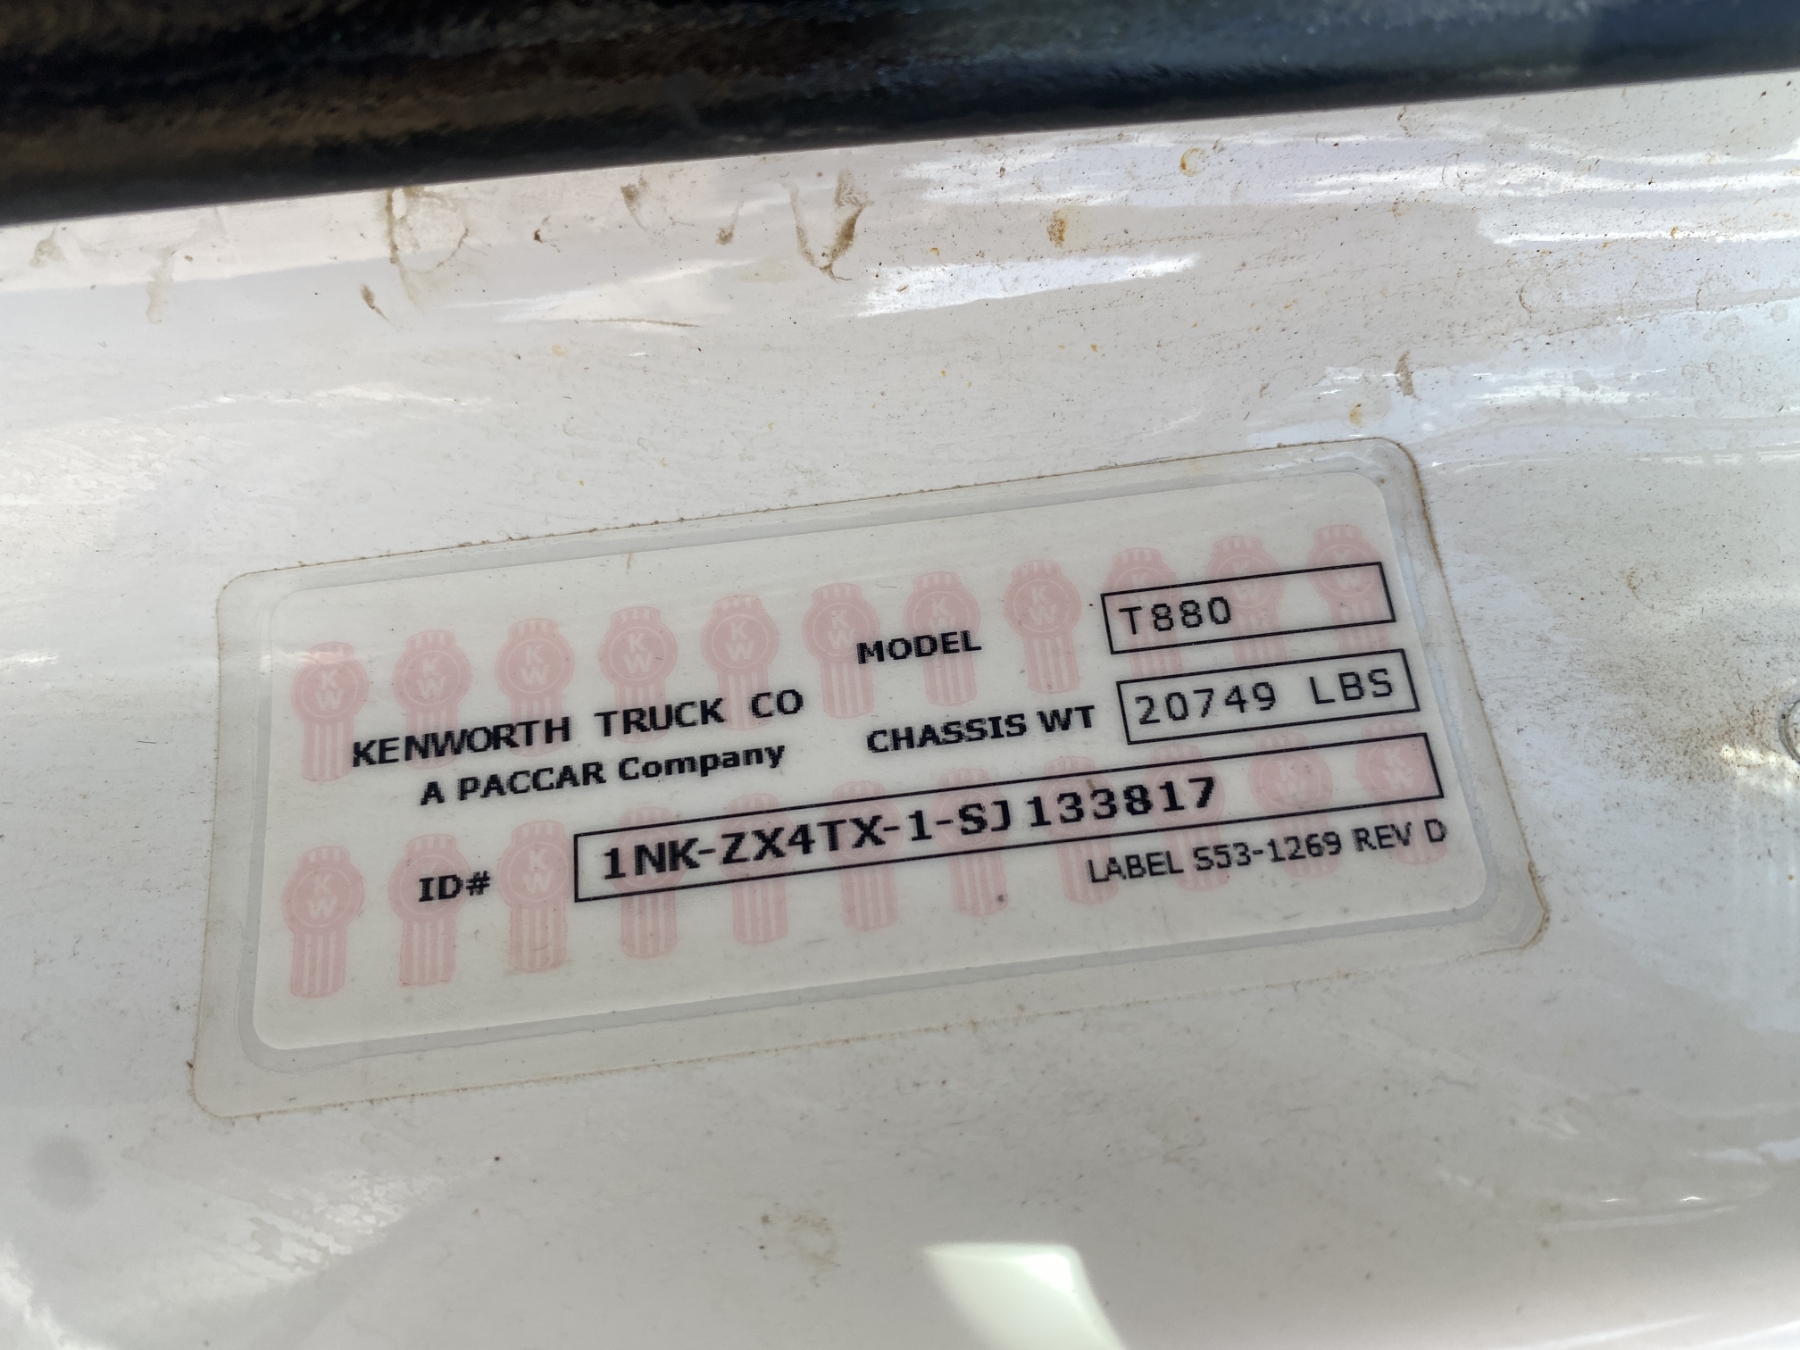 MODEL T880
KENWORTH TRUCK CO
A PACCAR Company
CHASSIS WT 20749 LBS
ID# 1NK-ZX4TX-1-SJ133817
LABEL S53-1269 REV D